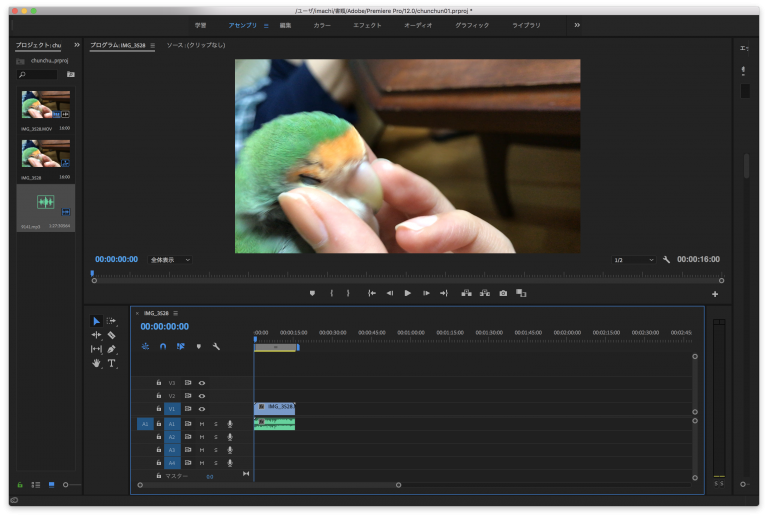 /ユーザ/imachi/書類/Adobe/Premiere Pro/12.0/chunchun01.prproj *
学習 アセンブリ 編集 カラー エフェクト オーディオ グラフィック ライブラリ
プロジェクト: chu
プログラム: IMG_3528
ソース: (クリップなし)
エ
chunchu...prproj
IMG_3528.MOV 16:00
IMG_3528 16:00
00:00:00:00 全体表示 1/2 00:00:16:00
IMG_3528
00:00:00:00
:00:00 00:00:15:00 00:00:30:00 00:00:45:00 00:01:00:00 00:01:15:00 00:01:30:00 00:01:45:00 00:02:00:00 00:02:15:00 00:02:30:00 00:02:45
V3
V2
V1 IMG_3528
A1 A1 M S
A2 M S
A3 M S
A4 M S
マスター 0.0
S S